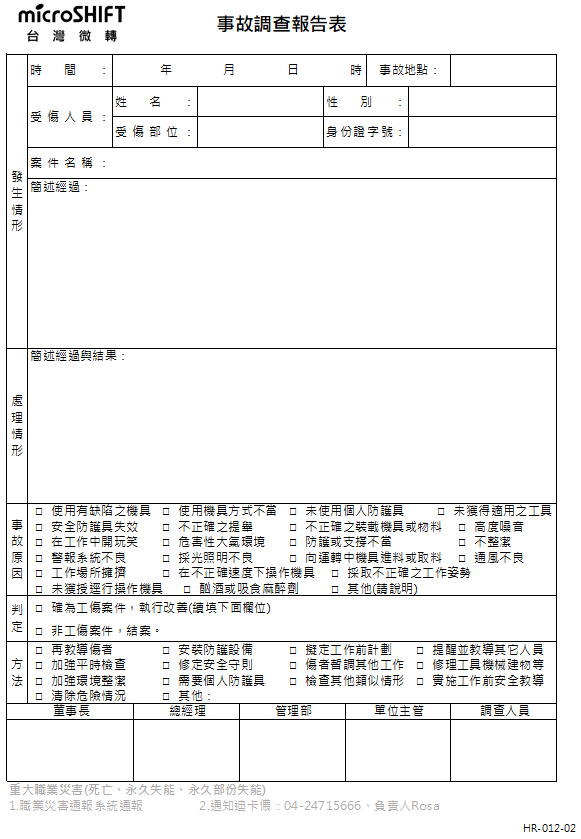 microSHIFT
台灣微轉
事故調查報告表
時間： 年 月 日 時 事故地點：
受傷人員： 姓名： 性別：
受傷部位： 身份證字號：
案件名稱：
發生情形
簡述經過：
處理情形
簡述經過與結果：
事故原因
□ 使用有缺陷之機具 □ 使用機具方式不當 □ 未使用個人防護具 □ 未獲得適用之工具
□ 安全防護具失效 □ 不正確之提舉 □ 不正確之裝載機具或物料 □ 高度噪音
□ 在工作中開玩笑 □ 危害性大氣環境 □ 防護或支撐不當 □ 不整潔
□ 警報系統不良 □ 採光照明不良 □ 向運轉中機具進料或取料 □ 通風不良
□ 工作場所擁擠 □ 在不正確速度下操作機具 □ 採取不正確之工作姿勢
□ 未獲授逕行操作機具 □ 酗酒或吸食麻醉劑 □ 其他(請說明)
判定
□ 確為工傷案件，執行改善(續填下面欄位)
□ 非工傷案件，結案。
方法
□ 再教導傷者 □ 安裝防護設備 □ 擬定工作前計劃 □ 提醒並教導其它人員
□ 加強平時檢查 □ 修定安全守則 □ 傷者暫調其他工作 □ 修理工具機械建物等
□ 加強環境整潔 □ 需要個人防護具 □ 檢查其他類似情形 □ 實施工作前安全教導
□ 清除危險情況 □ 其他：
董事長 總經理 管理部 單位主管 調查人員
重大職業災害(死亡、永久失能、永久部份失能)
1.職業災害通報系統通報 2.通知迪卡儂：04-24715666、負責人Rosa
HR-012-02